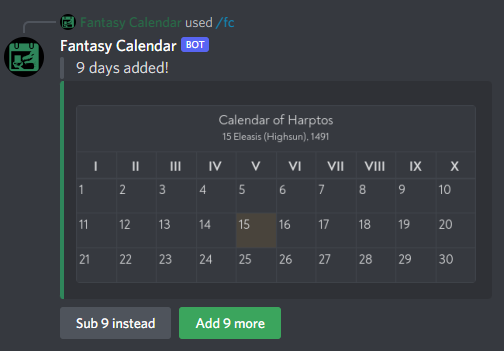 Fantasy Calendar used /fc
Fantasy Calendar BOT
9 days added!
Calendar of Harptos
15 Eleasis (Highsun), 1491
I II III IV V VI VII VIII IX X
1 2 3 4 5 6 7 8 9 10
11 12 13 14 15 16 17 18 19 20
21 22 23 24 25 26 27 28 29 30
Sub 9 instead Add 9 more